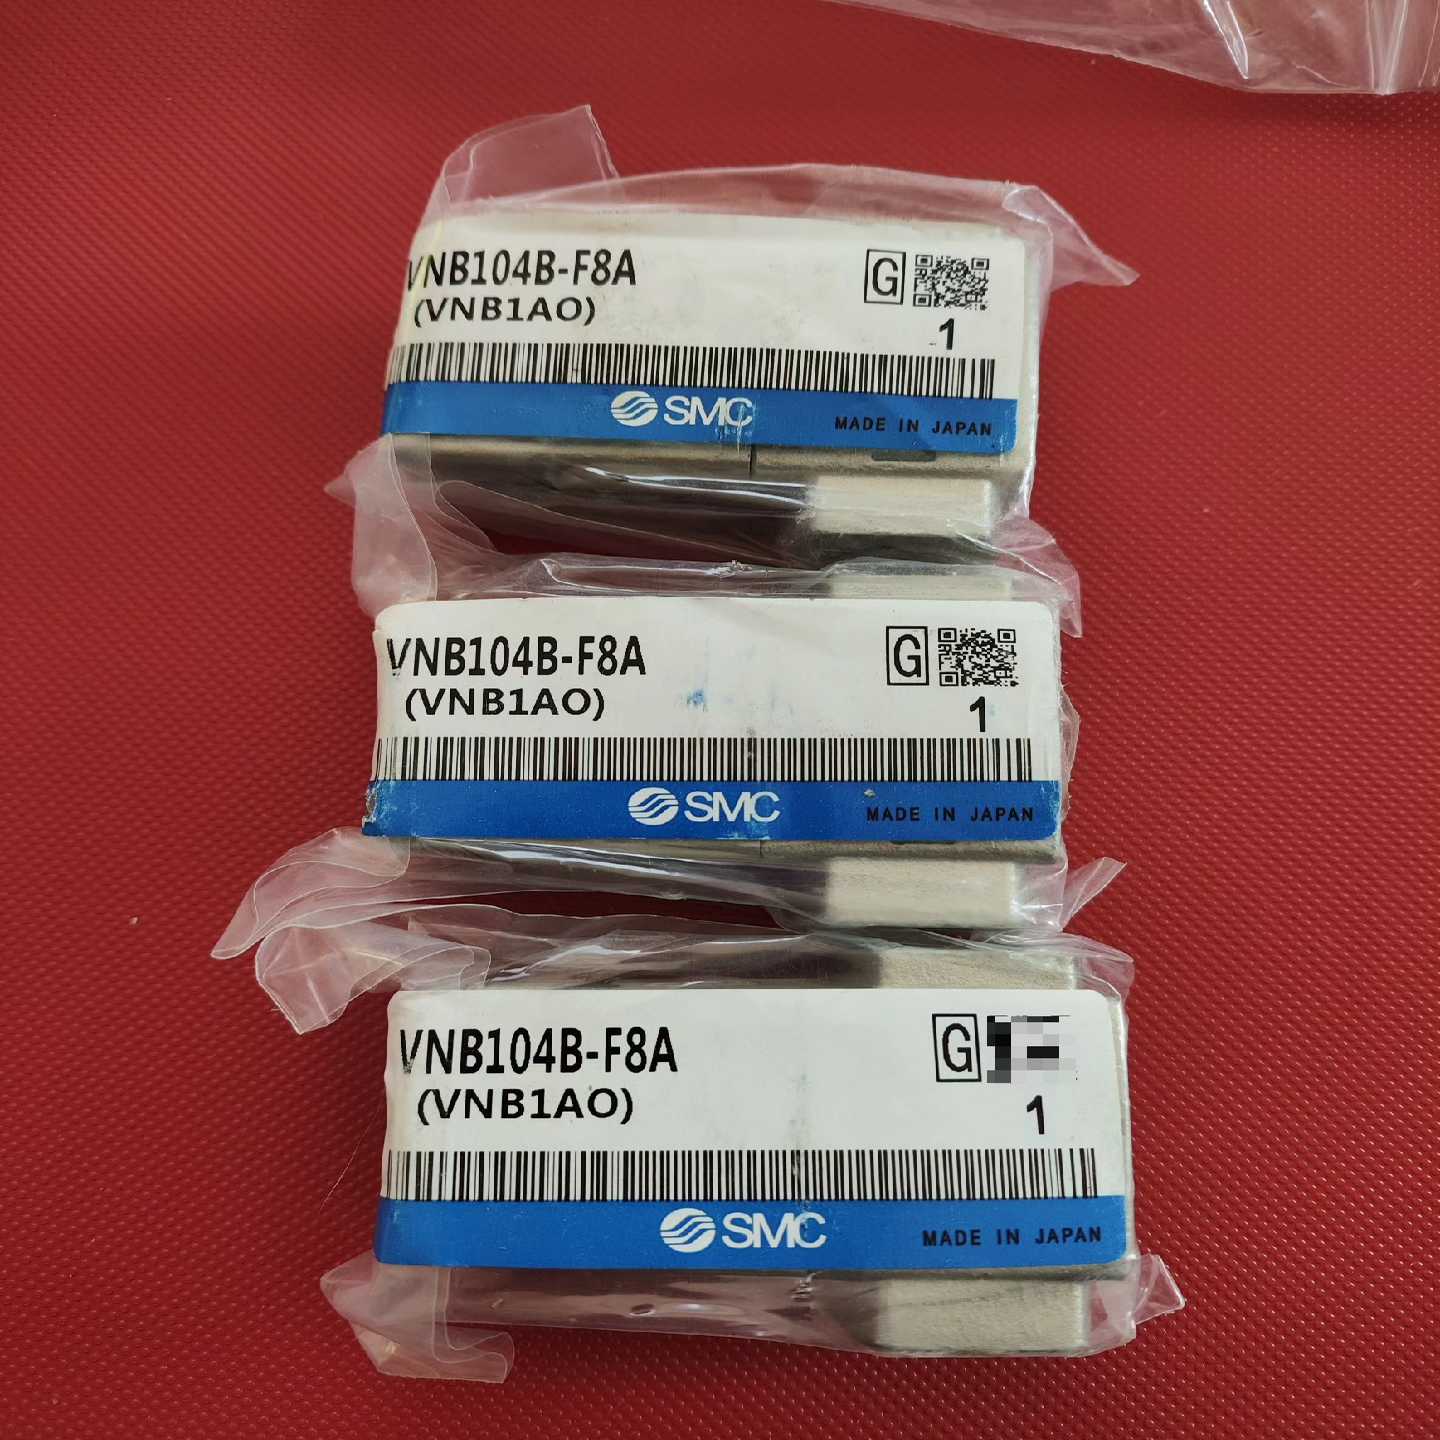 VNB104B-F8A G
(VNB1AO)
1
SMC MADE IN JAPAN
VNB104B-F8A G
(VNB1AO)
1
SMC MADE IN JAPAN
VNB104B-F8A G
(VNB1AO)
1
SMC MADE IN JAPAN